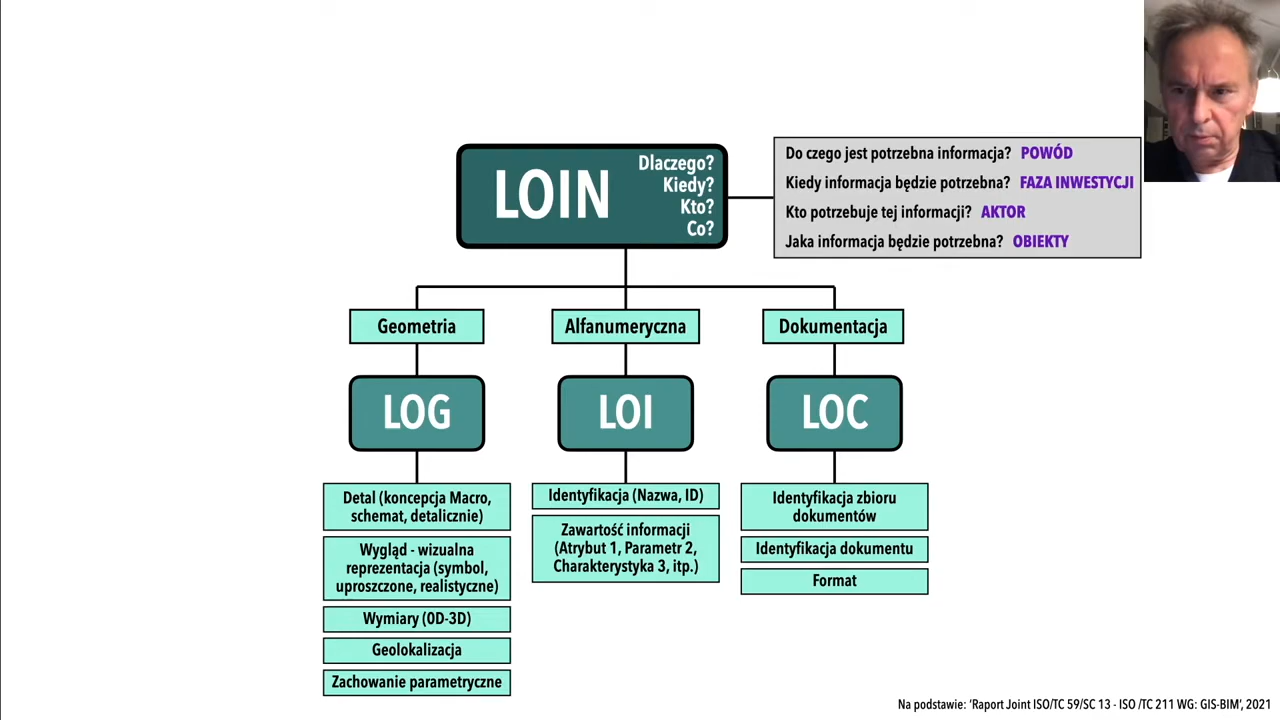 LOIN
Dlaczego?
Kiedy?
Kto?
Co?
Do czego jest potrzebna informacja? POWÓD
Kiedy informacja będzie potrzebna? FAZA INWESTYCJI
Kto potrzebuje tej informacji? AKTOR
Jaka informacja będzie potrzebna? OBIEKTY
Geometria
Alfanumeryczna
Dokumentacja
LOG
LOI
LOC
Detal (koncepcja Macro,
schemat, detalicznie)
Wygląd - wizualna
reprezentacja (symbol,
uproszczone, realistyczne)
Wymiary (0D-3D)
Geolokalizacja
Zachowanie parametryczne
Identyfikacja (Nazwa, ID)
Zawartość informacji
(Atrybut 1, Parametr 2,
Charakterystyka 3, itp.)
Identyfikacja zbioru
dokumentów
Identyfikacja dokumentu
Format
Na podstawie: ‘Raport Joint ISO/TC 59/SC 13 - ISO /TC 211 WG: GIS-BIM’, 2021